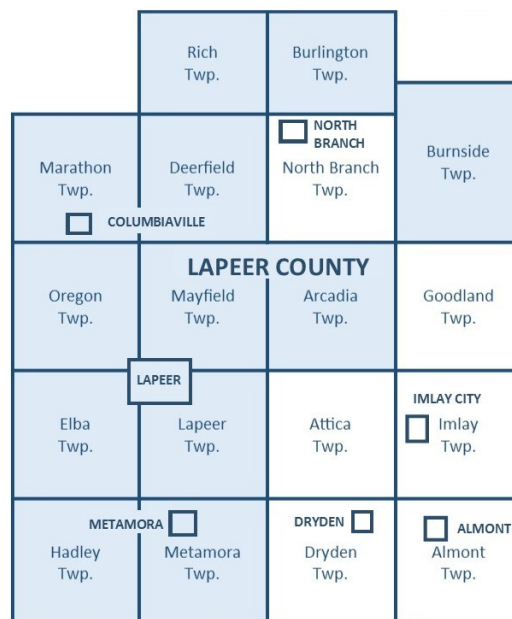 Rich
Twp.
Burlington
Twp.
NORTH
BRANCH
Marathon
Twp.
Deerfield
Twp.
North Branch
Twp.
Burnside
Twp.
COLUMBIAVILLE
LAPEER COUNTY
Oregon
Twp.
Mayfield
Twp.
Arcadia
Twp.
Goodland
Twp.
LAPEER
IMLAY CITY
Elba
Twp.
Lapeer
Twp.
Attica
Twp.
Imlay
Twp.
METAMORA
DRYDEN
ALMONT
Hadley
Twp.
Metamora
Twp.
Dryden
Twp.
Almont
Twp.